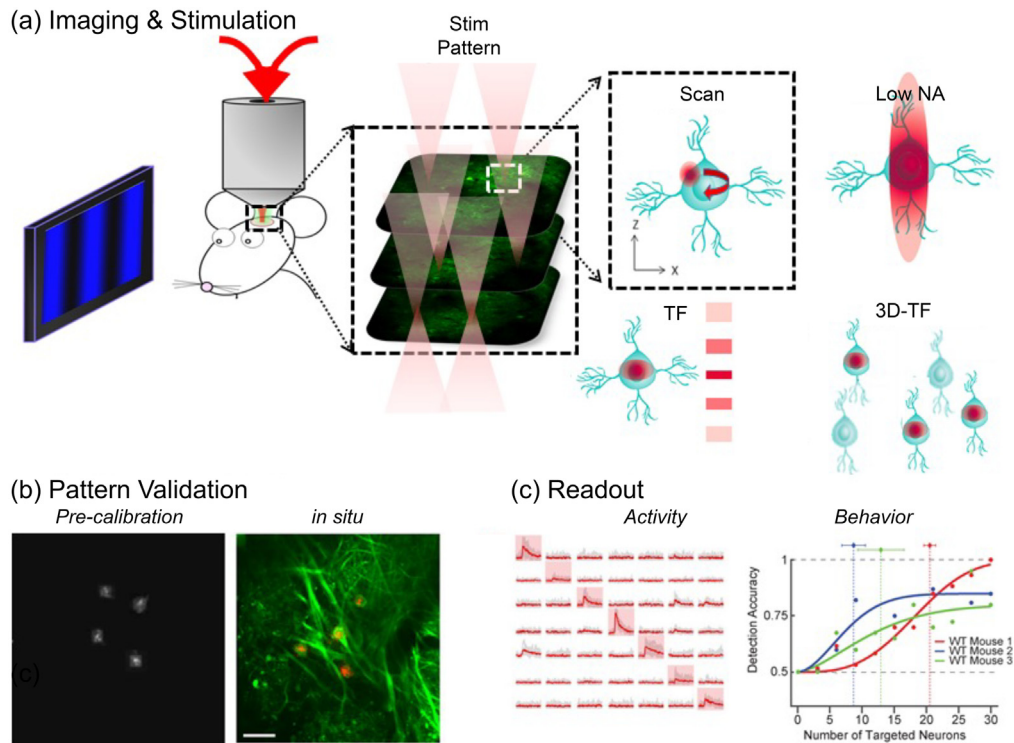 (a) Imaging & Stimulation
Stim
Pattern
Scan
Low NA
Z
X
TF
3D-TF
(b) Pattern Validation
Pre-calibration
in situ
(c)
(c) Readout
Activity
Behavior
Detection Accuracy
1
0.75
0.5
WT Mouse 1
WT Mouse 2
WT Mouse 3
0
5
10
15
20
25
30
Number of Targeted Neurons